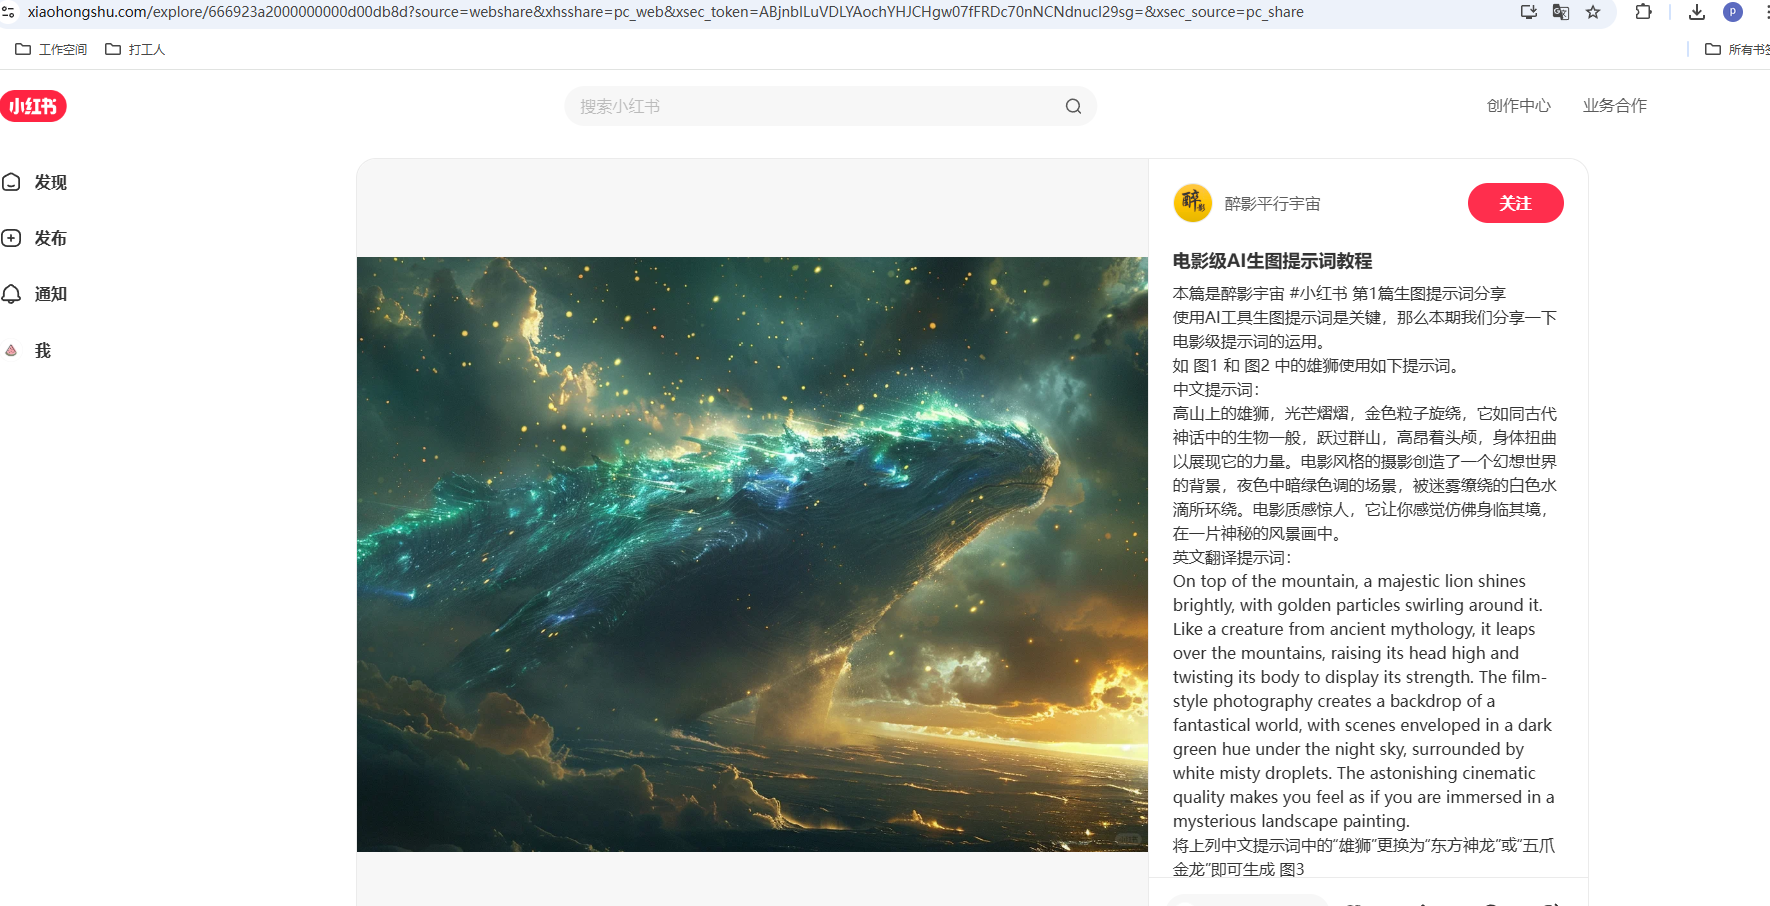 xiaohongshu.com/explore/666923a2000000000d00db8d?source=webshare&xhsshare=pc_web&xsec_token=ABjnbILuVDLYAochYHJCHgw07fFRDc70nNCNdnucl29sg=&xsec_source=pc_share
P
工作空间 打工人 所有书签
小红书 搜索小红书 创作中心 业务合作
发现
发布
通知
我
醉影 醉影平行宇宙 关注
电影级AI生图提示词教程
本篇是醉影宇宙 #小红书 第1篇生图提示词分享
使用AI工具生图提示词是关键，那么本期我们分享一下
电影级提示词的运用。
如 图1 和 图2 中的雄狮使用如下提示词。
中文提示词：
高山上的雄狮，光芒熠熠，金色粒子旋绕，它如同古代
神话中的生物一般，跃过群山，高昂着头颅，身体扭曲
以展现它的力量。电影风格的摄影创造了一个幻想世界
的背景，夜色中暗绿色调的场景，被迷雾缭绕的白色水
滴所环绕。电影质感惊人，它让你感觉仿佛身临其境，
在一片神秘的风景画中。
英文翻译提示词：
On top of the mountain, a majestic lion shines
brightly, with golden particles swirling around it.
Like a creature from ancient mythology, it leaps
over the mountains, raising its head high and
twisting its body to display its strength. The film-
style photography creates a backdrop of a
fantastical world, with scenes enveloped in a dark
green hue under the night sky, surrounded by
white misty droplets. The astonishing cinematic
quality makes you feel as if you are immersed in a
mysterious landscape painting.
将上列中文提示词中的“雄狮”更换为“东方神龙”或“五爪
金龙”即可生成 图3